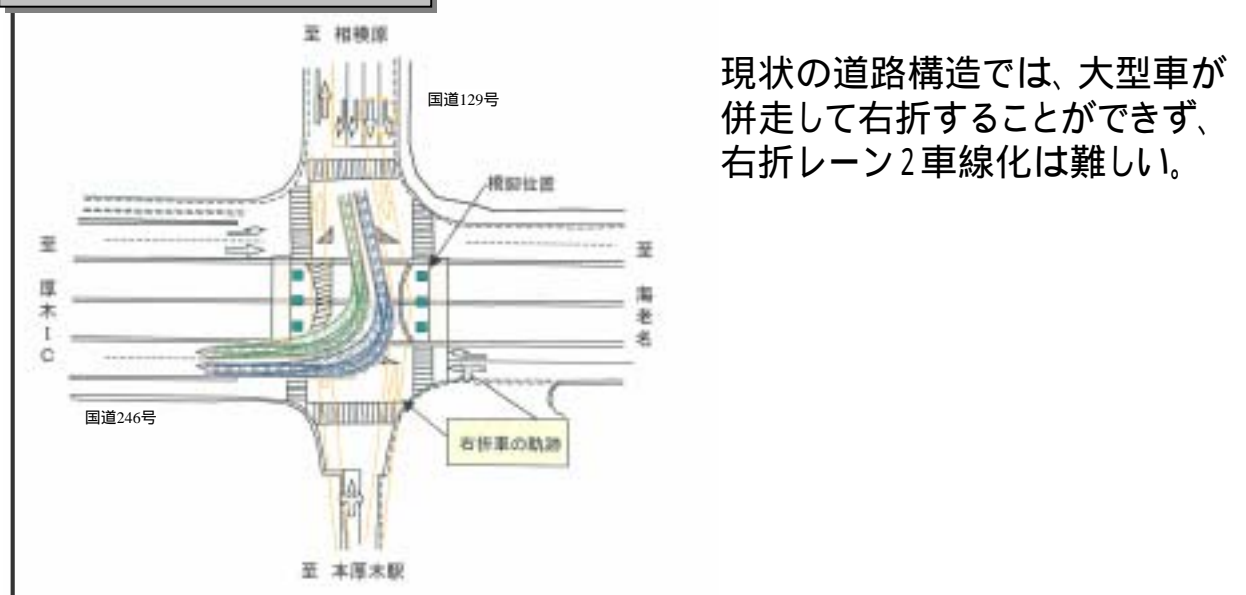 至 相模原
国道129号
現状の道路構造では、大型車が
併走して右折することができず、
右折レーン2車線化は難しい。
橋脚位置
至 厚木IC
至 海老名
国道246号
右折車の軌跡
至 本厚木駅